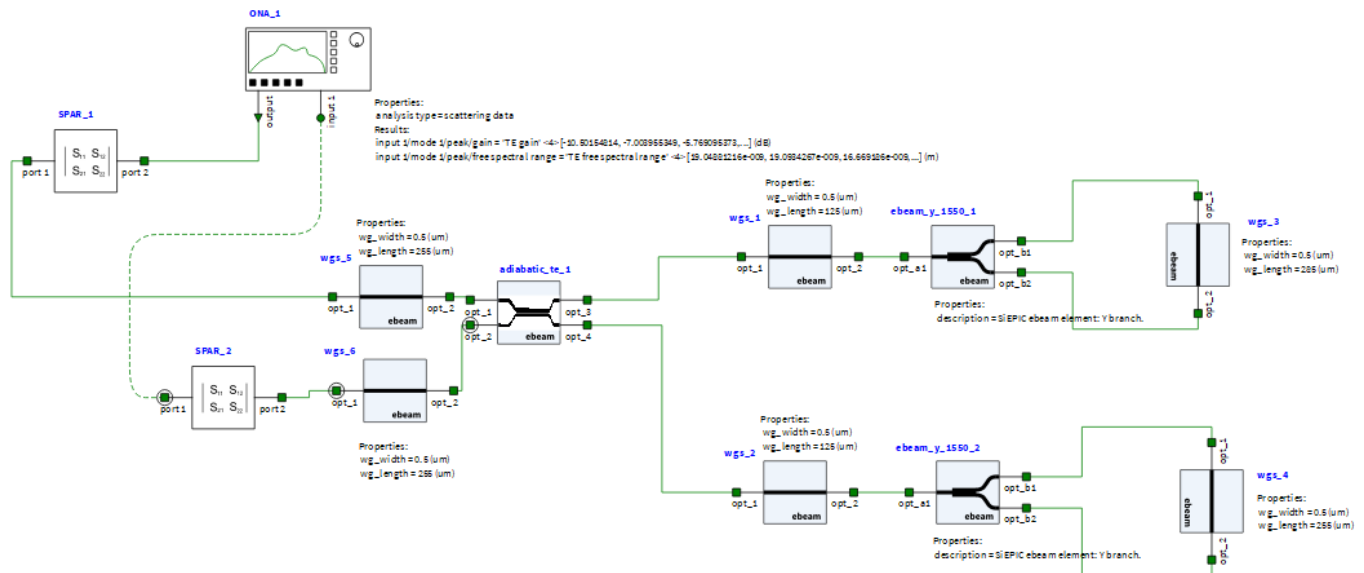 ONA_1
output
input 1
Properties:
analysis type=scattering data
Results:
input 1/mode 1/peak/gain = 'TE gain' <4>[-10.50154814, -7.003955349, -5.769095373,...] (dB)
input 1/mode 1/peak/free spectral range = 'TE free spectral range' <4>[19.04881216e-009, 19.0984267e-009, 16.669186e-009,...] (m)
SPAR_1
S₁₁ S₁₂
S₂₁ S₂₂
port 1
port 2
Properties:
wg_width = 0.5 (um)
wg_length = 255 (um)
wgs_5
opt_1
opt_2
ebeam
adiabatic_te_1
opt_1
opt_2
opt_3
opt_4
ebeam
Properties:
wg_width = 0.5 (um)
wg_length = 125 (um)
wgs_1
opt_1
opt_2
ebeam
ebeam_y_1550_1
opt_a1
opt_b1
opt_b2
ebeam
Properties:
description = SiEPIC ebeam element: Y branch.
wgs_3
opt_1
opt_2
ebeam
Properties:
wg_width = 0.5 (um)
wg_length = 285 (um)
SPAR_2
S₁₁ S₁₂
S₂₁ S₂₂
port 1
port 2
wgs_6
opt_1
opt_2
ebeam
Properties:
wg_width = 0.5 (um)
wg_length = 255 (um)
Properties:
wg_width = 0.5 (um)
wg_length = 125 (um)
wgs_2
opt_1
opt_2
ebeam
ebeam_y_1550_2
opt_a1
opt_b1
opt_b2
ebeam
Properties:
description = SiEPIC ebeam element: Y branch.
wgs_4
opt_1
opt_2
ebeam
Properties:
wg_width = 0.5 (um)
wg_length = 255 (um)